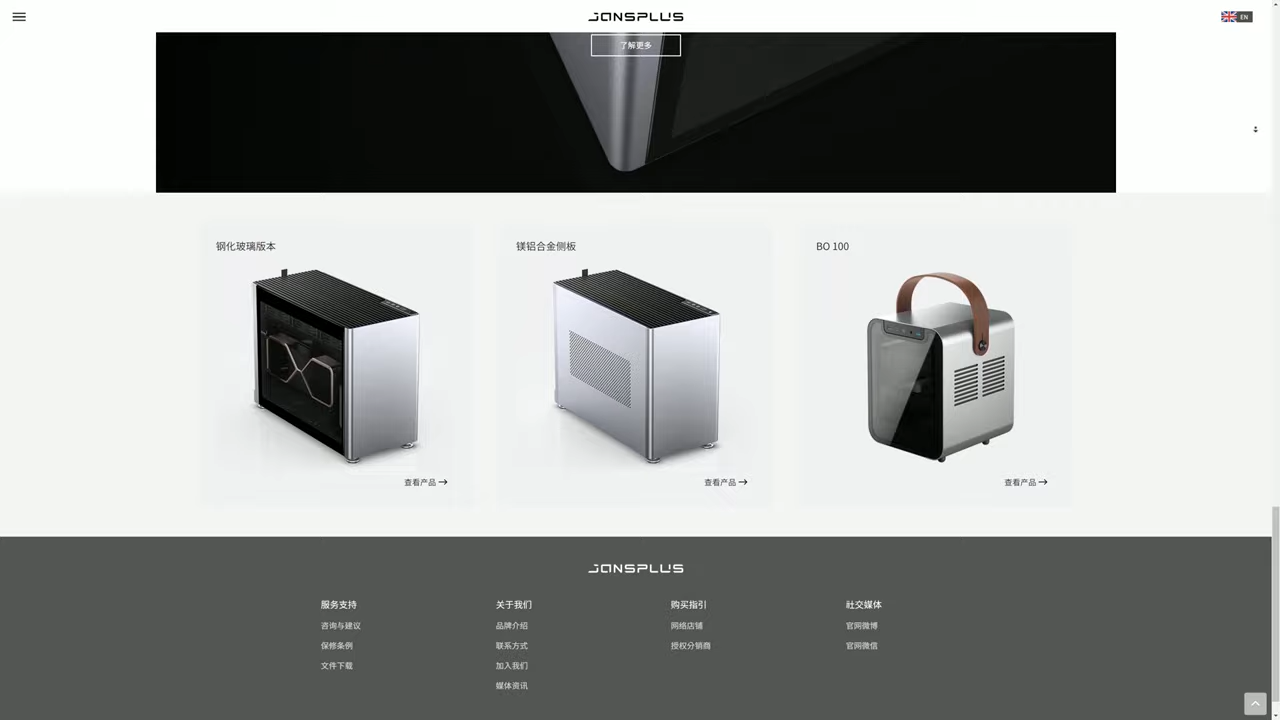 JONSPLUS
EN
了解更多
钢化玻璃版本
镁铝合金侧板
BO 100
查看产品
查看产品
查看产品
JONSPLUS
服务支持
咨询与建议
保修条例
文件下载
关于我们
品牌介绍
联系方式
加入我们
媒体资讯
购买指引
网络店铺
授权分销商
社交媒体
官网微博
官网微信